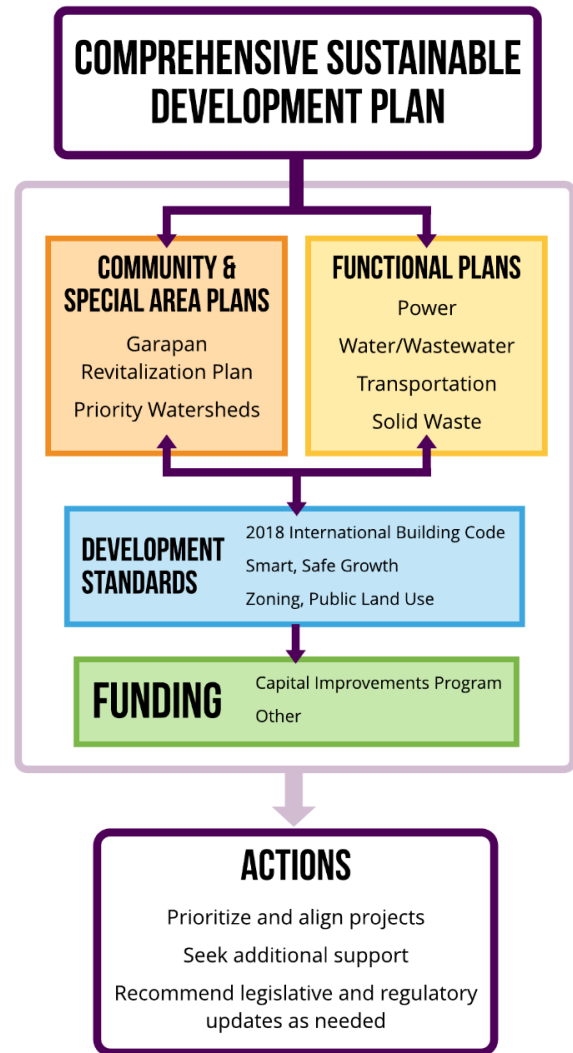 COMPREHENSIVE SUSTAINABLE
DEVELOPMENT PLAN
COMMUNITY &
SPECIAL AREA PLANS
Garapan
Revitalization Plan
Priority Watersheds
FUNCTIONAL PLANS
Power
Water/Wastewater
Transportation
Solid Waste
DEVELOPMENT
STANDARDS
2018 International Building Code
Smart, Safe Growth
Zoning, Public Land Use
FUNDING
Capital Improvements Program
Other
ACTIONS
Prioritize and align projects
Seek additional support
Recommend legislative and regulatory
updates as needed